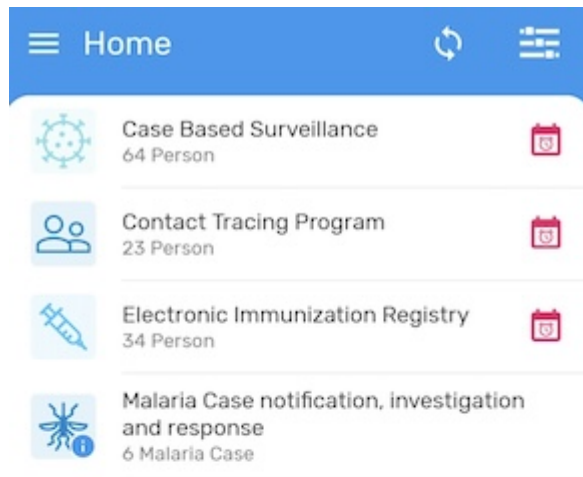 Home
Case Based Surveillance
64 Person
Contact Tracing Program
23 Person
Electronic Immunization Registry
34 Person
Malaria Case notification, investigation
and response
6 Malaria Case